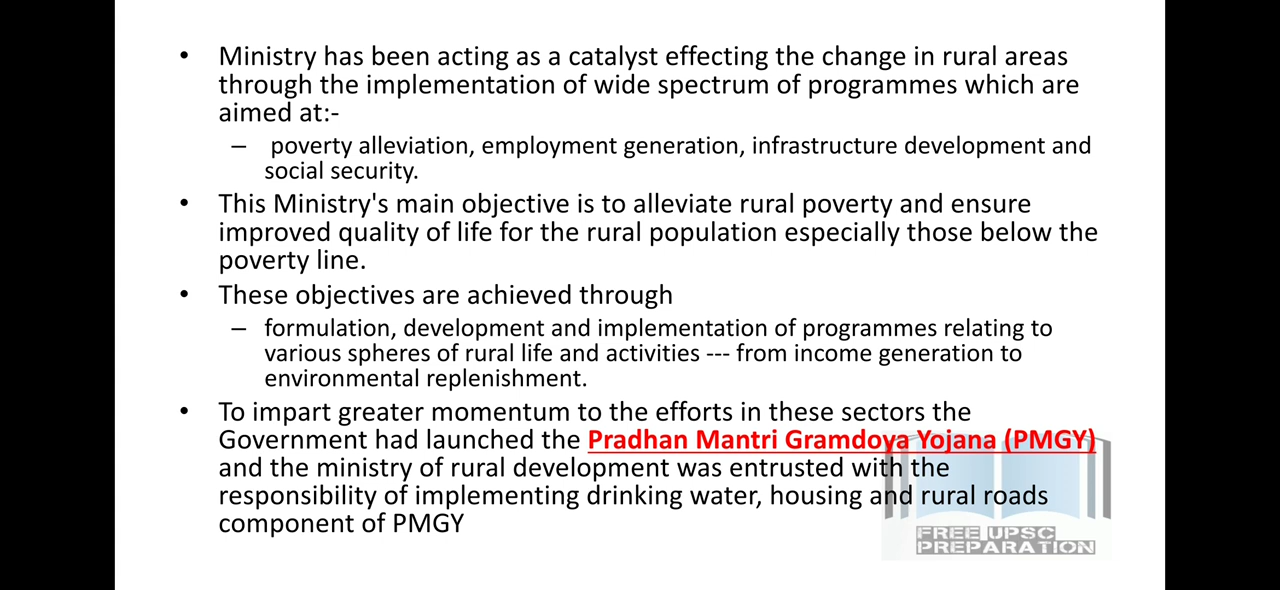 • Ministry has been acting as a catalyst effecting the change in rural areas
through the implementation of wide spectrum of programmes which are
aimed at:-
– poverty alleviation, employment generation, infrastructure development and
social security.
• This Ministry's main objective is to alleviate rural poverty and ensure
improved quality of life for the rural population especially those below the
poverty line.
• These objectives are achieved through
– formulation, development and implementation of programmes relating to
various spheres of rural life and activities --- from income generation to
environmental replenishment.
• To impart greater momentum to the efforts in these sectors the
Government had launched the Pradhan Mantri Gramdoya Yojana (PMGY)
and the ministry of rural development was entrusted with the
responsibility of implementing drinking water, housing and rural roads
component of PMGY
FREE UPSC
PREPARATION